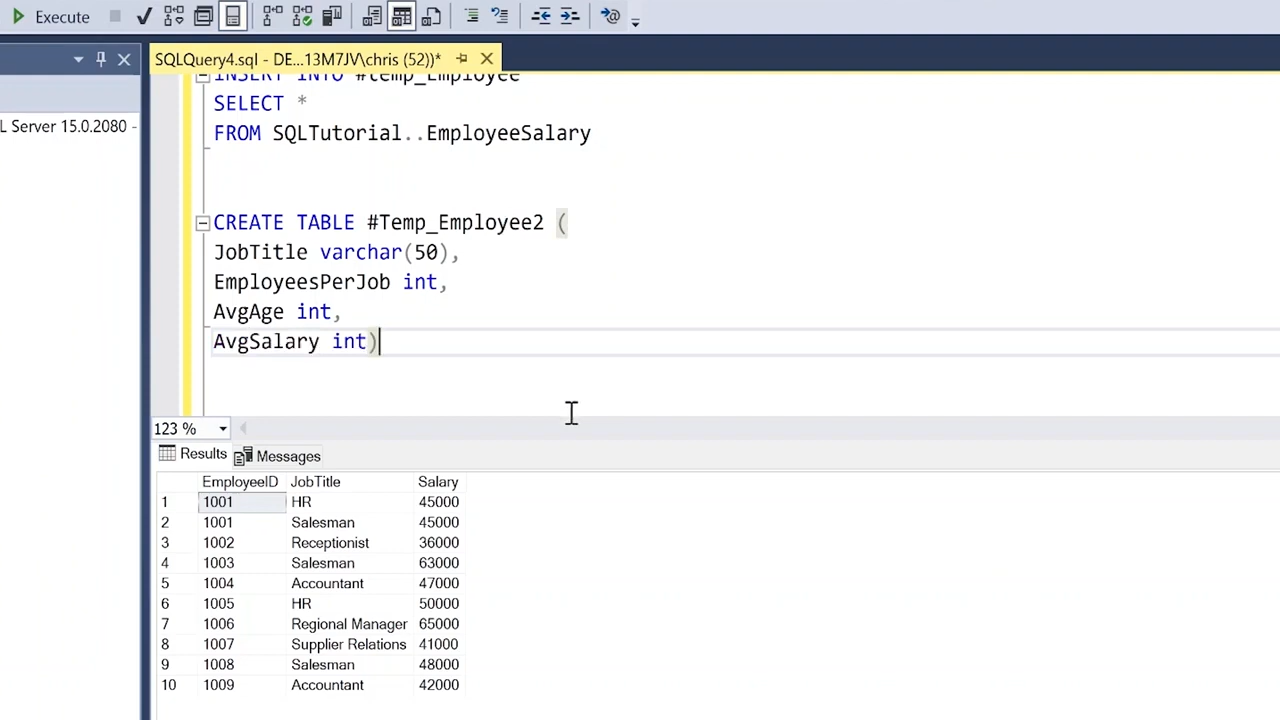 Execute
SQLQuery4.sql - DE...13M7JV\chris (52))*
L Server 15.0.2080 -
INSERT INTO #temp_Employee
SELECT *
FROM SQLTutorial..EmployeeSalary
CREATE TABLE #Temp_Employee2 (
JobTitle varchar(50),
EmployeesPerJob int,
AvgAge int,
AvgSalary int)
123 %
Results Messages
EmployeeID JobTitle Salary
1 1001 HR 45000
2 1001 Salesman 45000
3 1002 Receptionist 36000
4 1003 Salesman 63000
5 1004 Accountant 47000
6 1005 HR 50000
7 1006 Regional Manager 65000
8 1007 Supplier Relations 41000
9 1008 Salesman 48000
10 1009 Accountant 42000